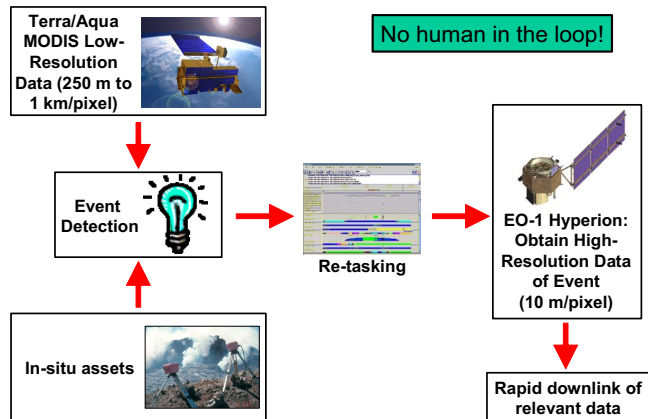 Terra/Aqua
MODIS Low-
Resolution
Data (250 m to
1 km/pixel)
No human in the loop!
Event
Detection
Re-tasking
EO-1 Hyperion:
Obtain High-
Resolution Data
of Event
(10 m/pixel)
In-situ assets
Rapid downlink of
relevant data